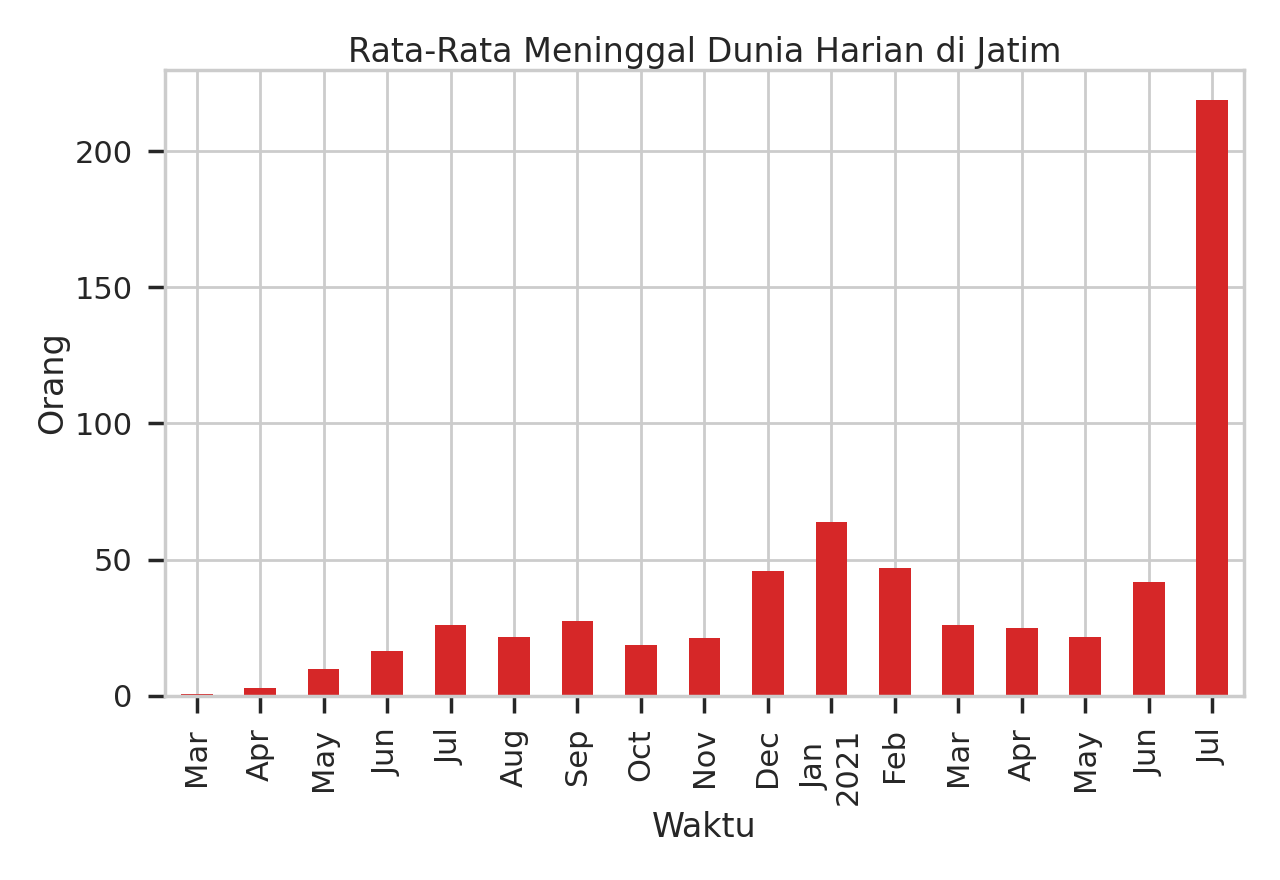 Rata-Rata Meninggal Dunia Harian di Jatim
Orang
200
150
100
50
0
Mar
Apr
May
Jun
Jul
Aug
Sep
Oct
Nov
Dec
Jan
2021
Feb
Mar
Apr
May
Jun
Jul
Waktu